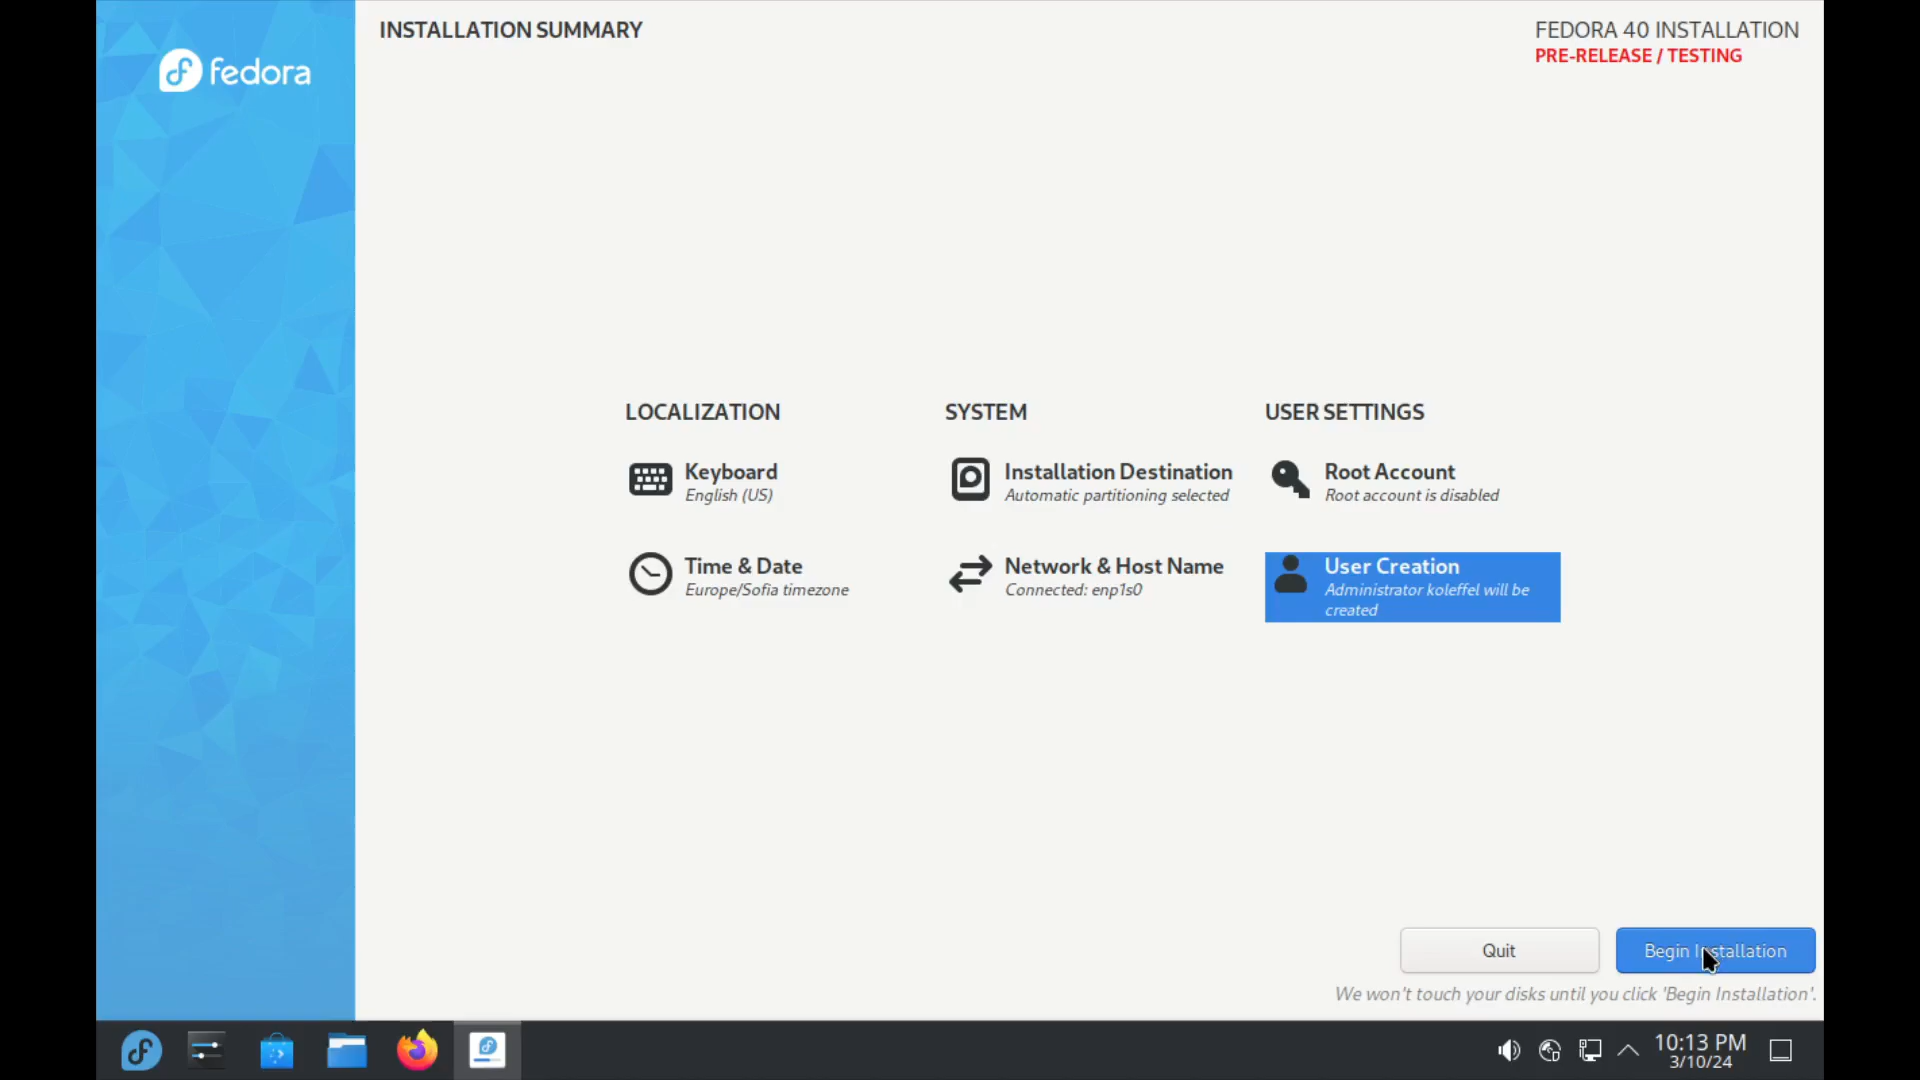 fedora
INSTALLATION SUMMARY
FEDORA 40 INSTALLATION
PRE-RELEASE / TESTING
LOCALIZATION
Keyboard
English (US)
Time & Date
Europe/Sofia timezone
SYSTEM
Installation Destination
Automatic partitioning selected
Network & Host Name
Connected: enp1s0
USER SETTINGS
Root Account
Root account is disabled
User Creation
Administrator koleffel will be
created
Quit
Begin Installation
We won't touch your disks until you click 'Begin Installation'.
10:13 PM
3/10/24